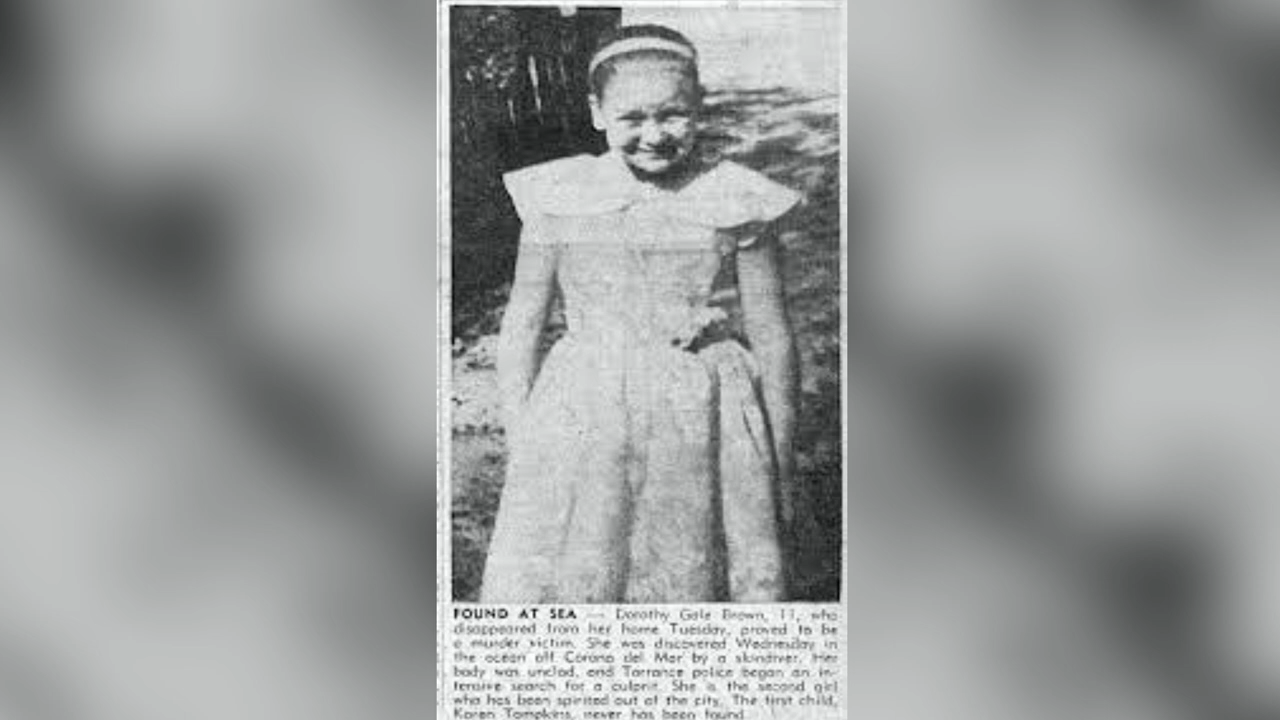 FOUND AT SEA — Dorothy Gale Brown, 11, who
disappeared from her home Tuesday, proved to be
a murder victim. She was discovered Wednesday in
the ocean off Corona del Mar by a skindiver. Her
body was unclad, and Torrance police began an in-
tensive search for a culprit. She is the second girl
who has been spirited out of the city. The first child,
Karen Tompkins, never has been found.